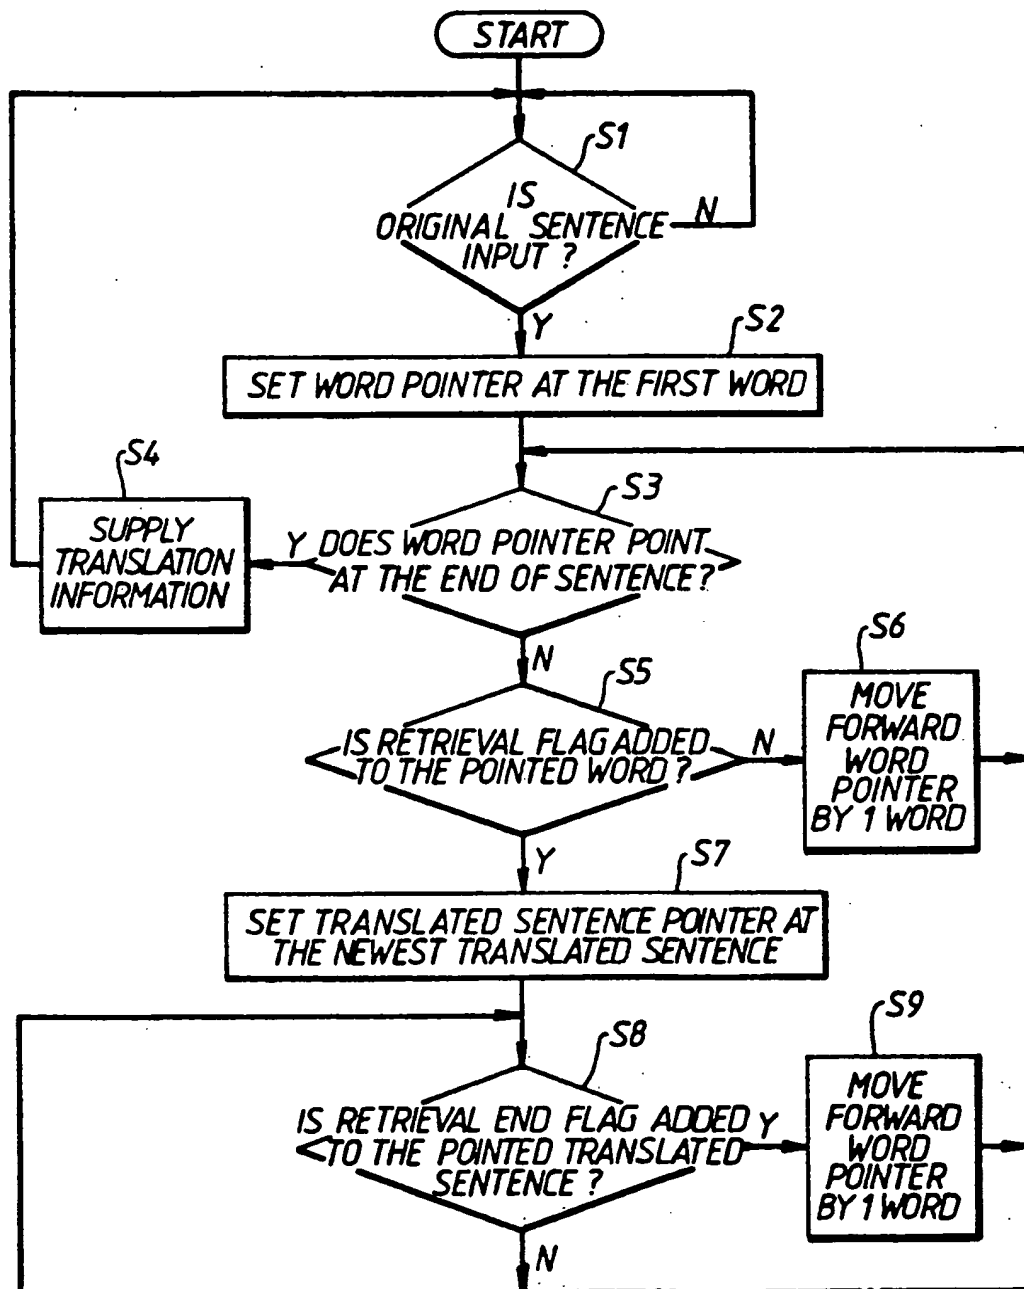 START
S1
IS
ORIGINAL SENTENCE
INPUT ?
N
Y
S2
SET WORD POINTER AT THE FIRST WORD
S4
SUPPLY
TRANSLATION
INFORMATION
S3
Y
DOES WORD POINTER POINT
AT THE END OF SENTENCE?
N
S5
IS RETRIEVAL FLAG ADDED
TO THE POINTED WORD ?
N
S6
MOVE
FORWARD
WORD
POINTER
BY 1 WORD
Y
S7
SET TRANSLATED SENTENCE POINTER AT
THE NEWEST TRANSLATED SENTENCE
S8
IS RETRIEVAL END FLAG ADDED
TO THE POINTED TRANSLATED
SENTENCE ?
Y
S9
MOVE
FORWARD
WORD
POINTER
BY 1 WORD
N